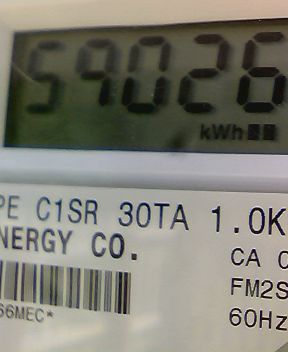 59026
kWh
PE C1SR 30TA 1.0K
NERGY CO.
CA
FM2S
60Hz
66MEC*